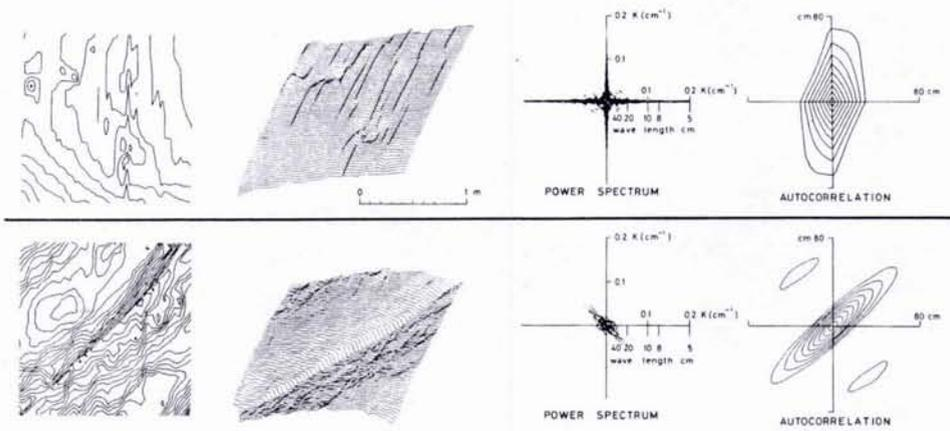 0.2 K (cm⁻¹)
0.1
0.1 0.2 K (cm⁻¹)
40 20 10 8 5
wave length cm
POWER SPECTRUM
cm 80
80 cm
AUTOCORRELATION
0 1 m
0.2 K (cm⁻¹)
0.1
0.1 0.2 K (cm⁻¹)
40 20 10 8 5
wave length cm
POWER SPECTRUM
cm 80
80 cm
AUTOCORRELATION